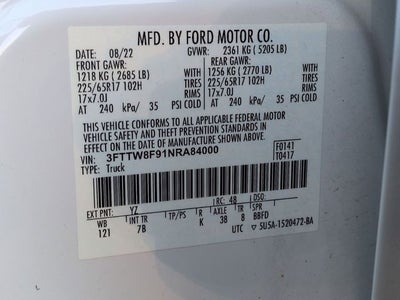 MFD. BY FORD MOTOR CO.
DATE: 08/22 GVWR: 2361 KG ( 5205 LB)
FRONT GAWR: REAR GAWR:
1218 KG ( 2685 LB) WITH 1256 KG ( 2770 LB) WITH
225/65R17 102H TIRES 225/65R17 102H TIRES
17x7.0J RIMS 17x7.0J RIMS
AT 240 kPa/ 35 PSI COLD AT 240 kPa/ 35 PSI COLD
THIS VEHICLE CONFORMS TO ALL APPLICABLE FEDERAL MOTOR
VEHICLE SAFETY AND THEFT PREVENTION STANDARDS IN
EFFECT ON THE DATE OF MANUFACTURE SHOWN ABOVE.
VIN: 3FTTW8F91NRA84000 F0141
TYPE: Truck T0417
EXT PNT: YZ RC: 48 DSO:
WB INT TR TP/PS R AXLE TR SPR
121 7B K 3B 8 BBFD
UTC 5U5A-1520472-BA